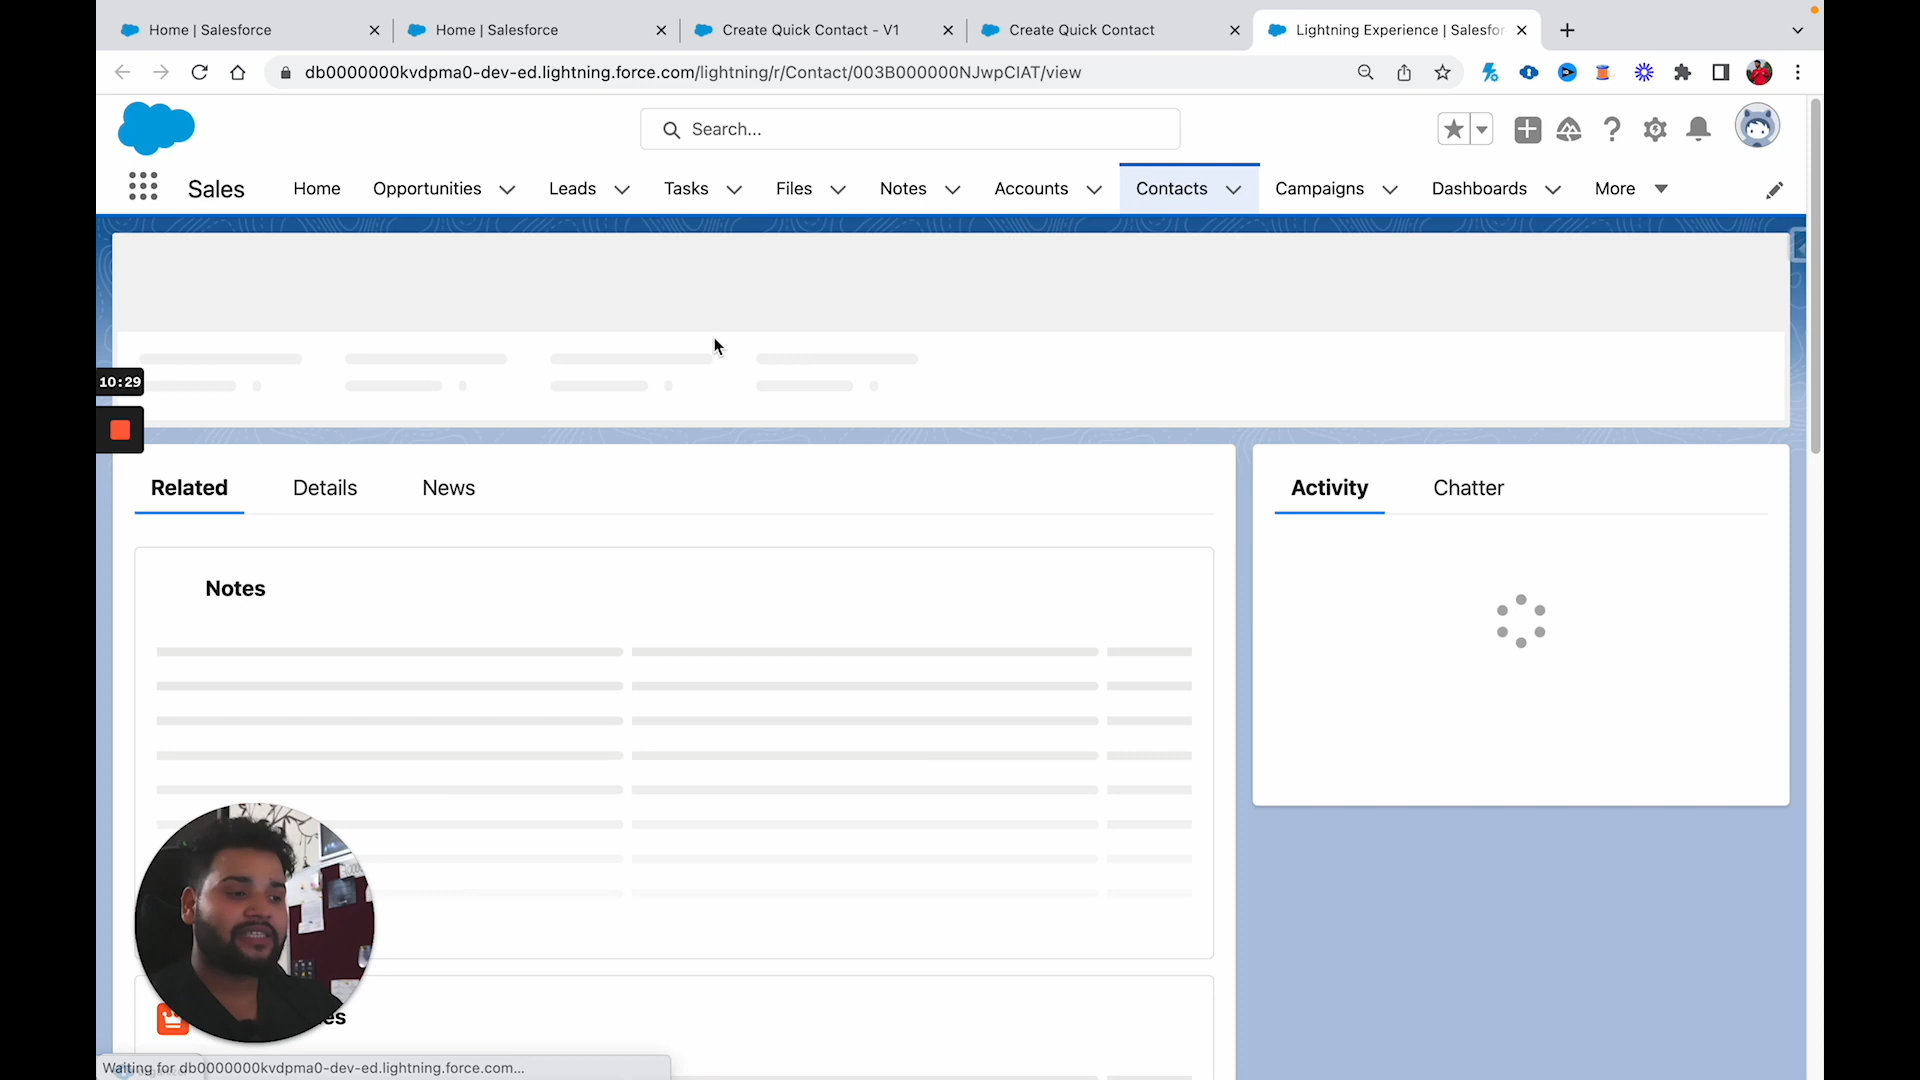 Home | Salesforce
Home | Salesforce
Create Quick Contact - V1
Create Quick Contact
Lightning Experience | Salesfor
db0000000kvdpma0-dev-ed.lightning.force.com/lightning/r/Contact/003B000000NJwpCIAT/view
Search...
Sales
Home
Opportunities
Leads
Tasks
Files
Notes
Accounts
Contacts
Campaigns
Dashboards
More
10:29
Related
Details
News
Activity
Chatter
Notes
es
Waiting for db0000000kvdpma0-dev-ed.lightning.force.com...